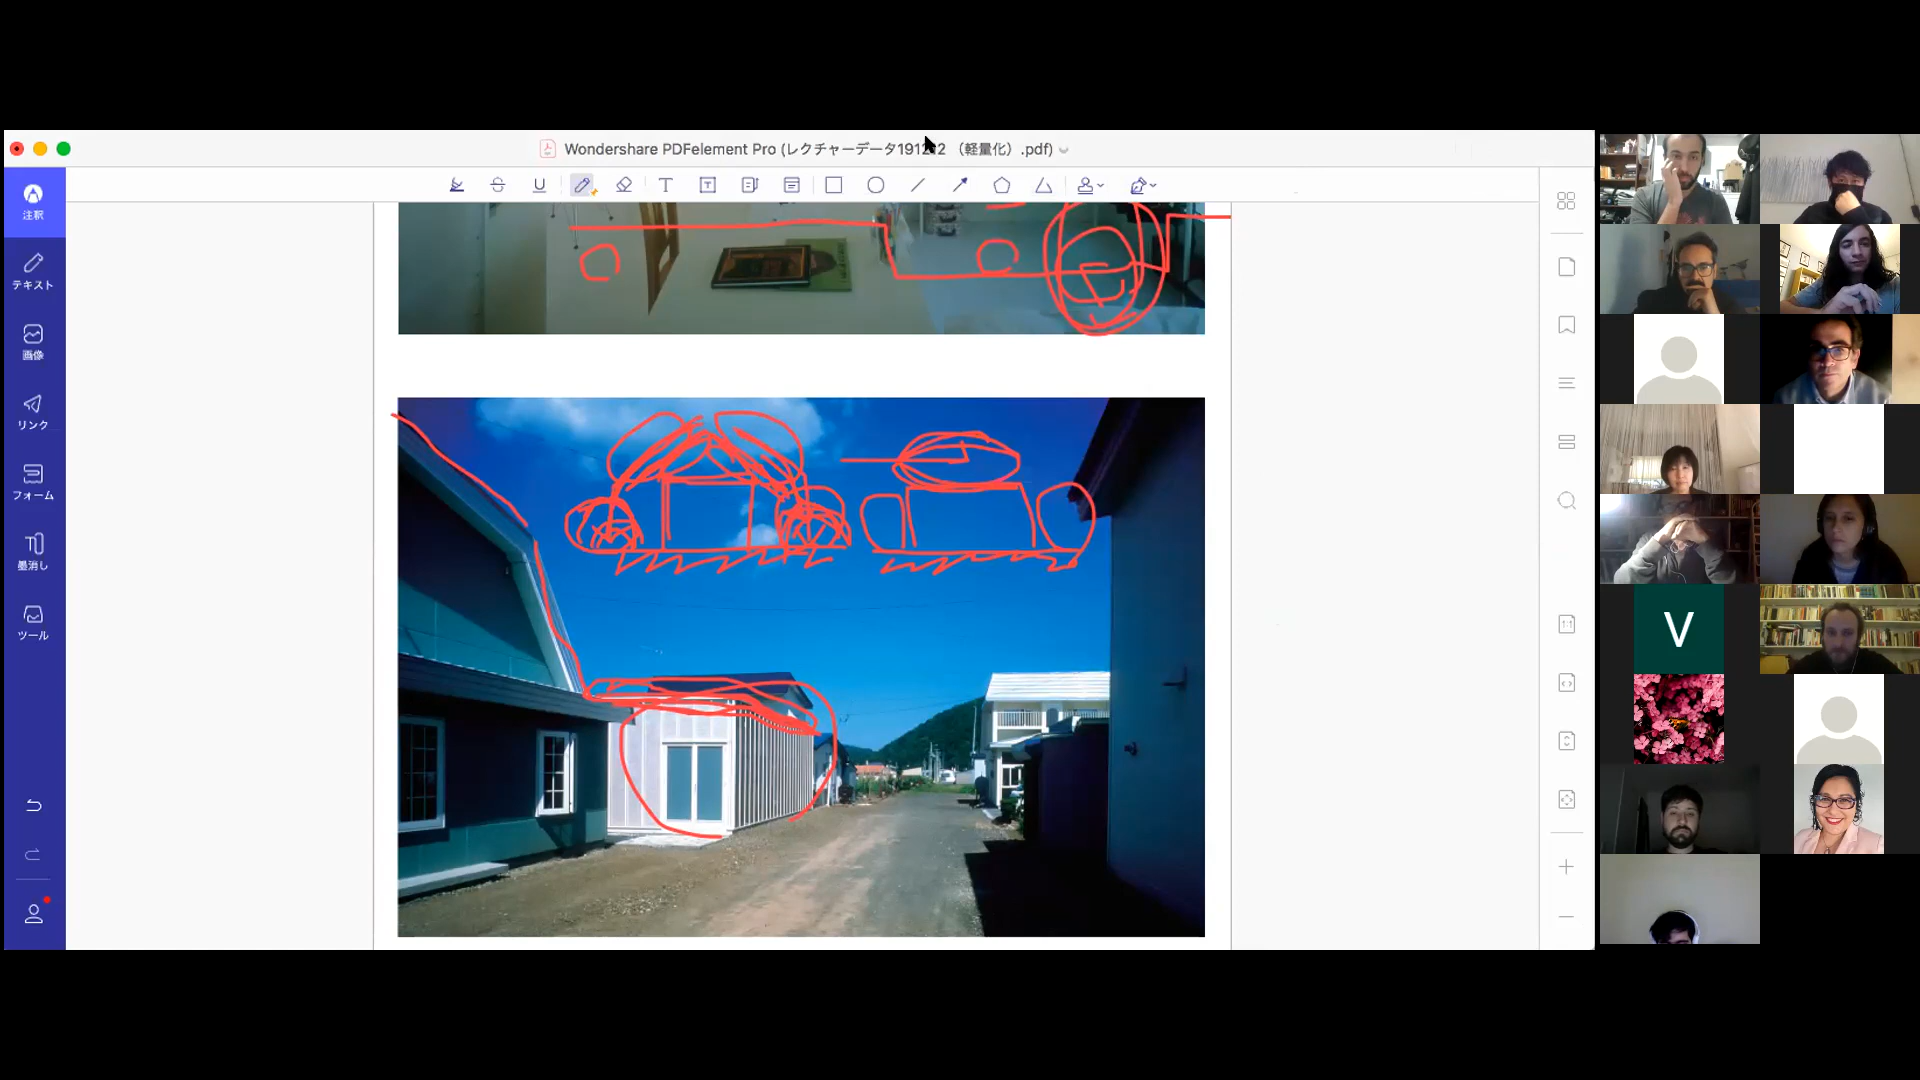 Wondershare PDFelement Pro (レクチャーデータ191212 （軽量化）.pdf)
注釈
テキスト
画像
リンク
フォーム
墨消し
ツール
V